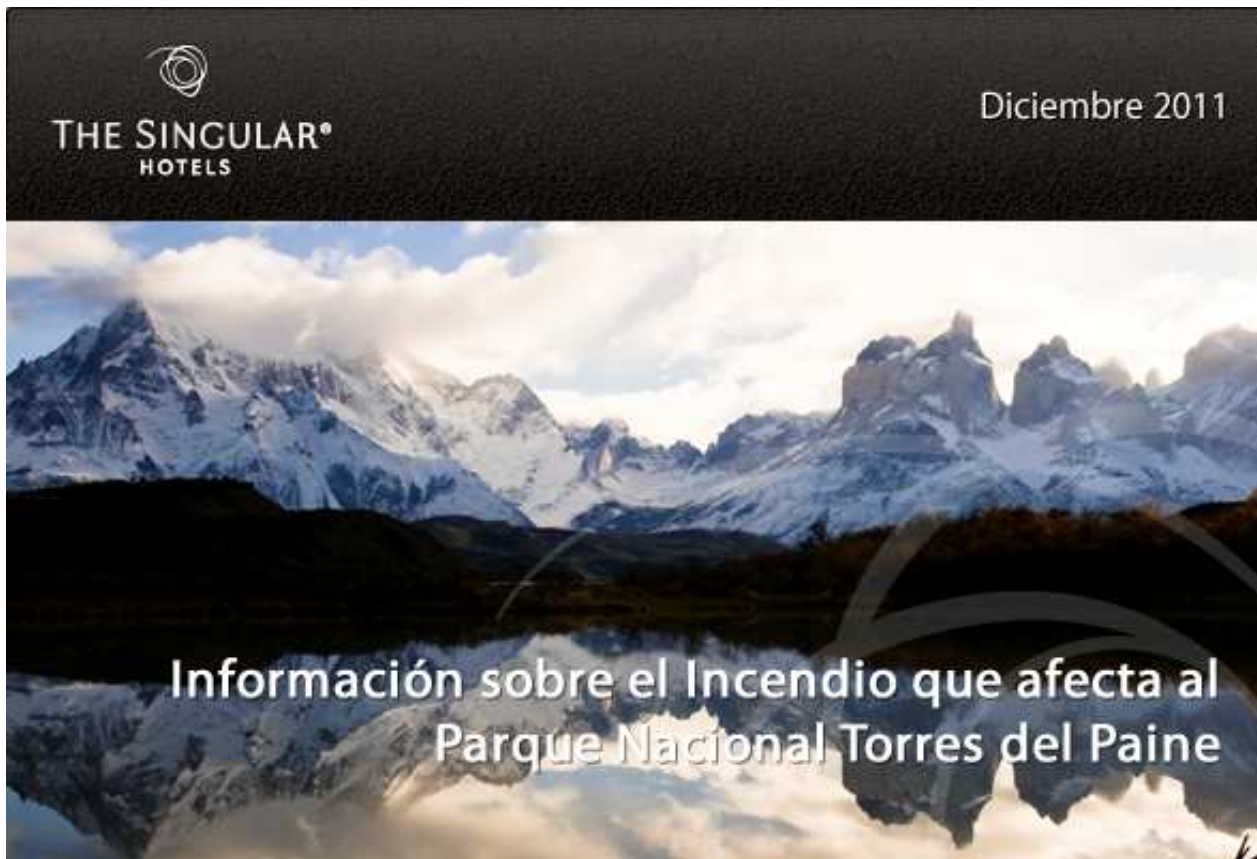 THE SINGULAR®
HOTELS
Diciembre 2011
Información sobre el Incendio que afecta al
Parque Nacional Torres del Paine